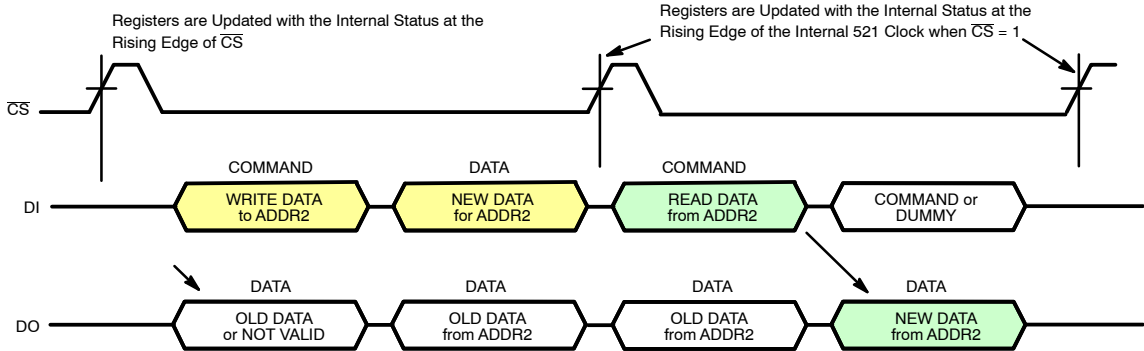 Registers are Updated with the Internal Status at the
Rising Edge of C̅S̅
Registers are Updated with the Internal Status at the
Rising Edge of the Internal 521 Clock when C̅S̅ = 1
C̅S̅
COMMAND
DATA
COMMAND
DI
WRITE DATA
to ADDR2
NEW DATA
for ADDR2
READ DATA
from ADDR2
COMMAND or
DUMMY
DATA
DATA
DATA
DATA
DO
OLD DATA
or NOT VALID
OLD DATA
from ADDR2
OLD DATA
from ADDR2
NEW DATA
from ADDR2